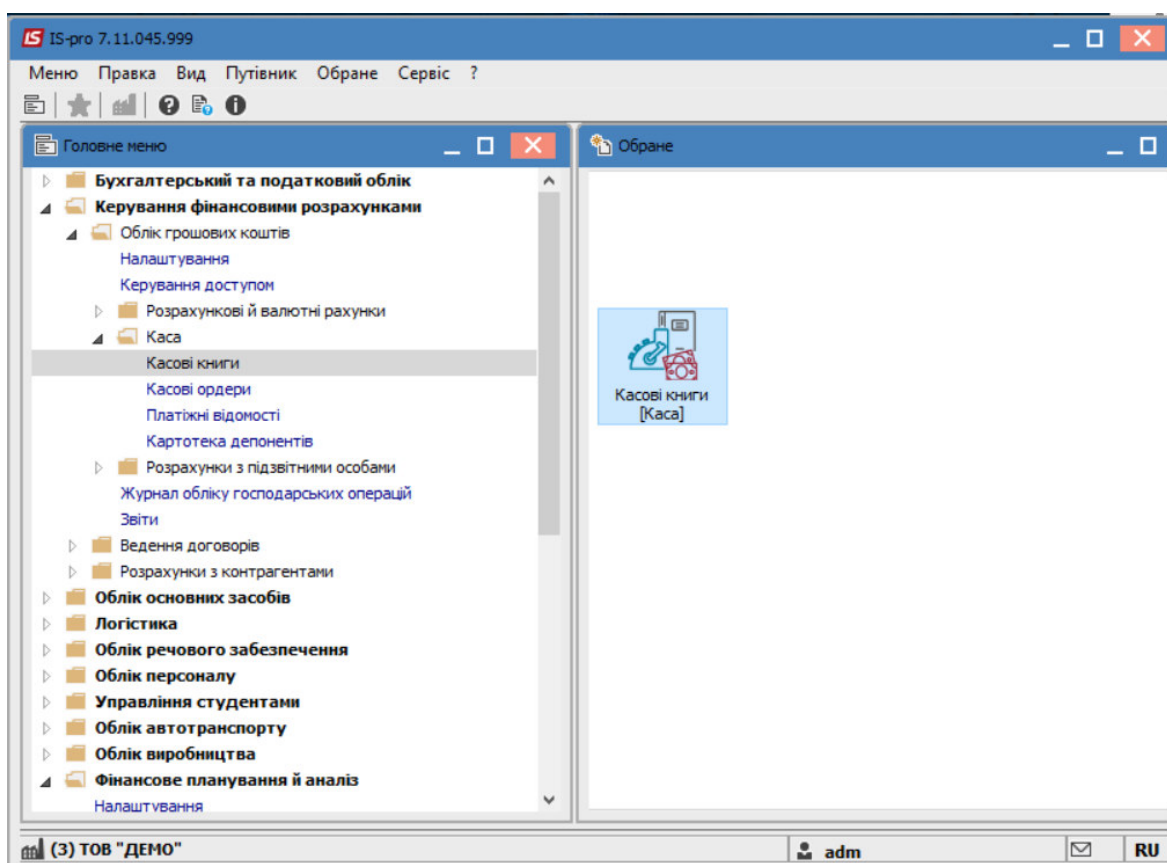 IS IS-pro 7.11.045.999
Меню Правка Вид Путівник Обране Сервіс ?
Головне меню
Бухгалтерський та податковий облік
Керування фінансовими розрахунками
Облік грошових коштів
Налаштування
Керування доступом
Розрахункові й валютні рахунки
Каса
Касові книги
Касові ордери
Платіжні відомості
Картотека депонентів
Розрахунки з підзвітними особами
Журнал обліку господарських операцій
Звіти
Ведення договорів
Розрахунки з контрагентами
Облік основних засобів
Логістика
Облік речового забезпечення
Облік персоналу
Управління студентами
Облік автотранспорту
Облік виробництва
Фінансове планування й аналіз
Налаштування
Обране
Касові книги
[Каса]
(3) ТОВ "ДЕМО" adm RU